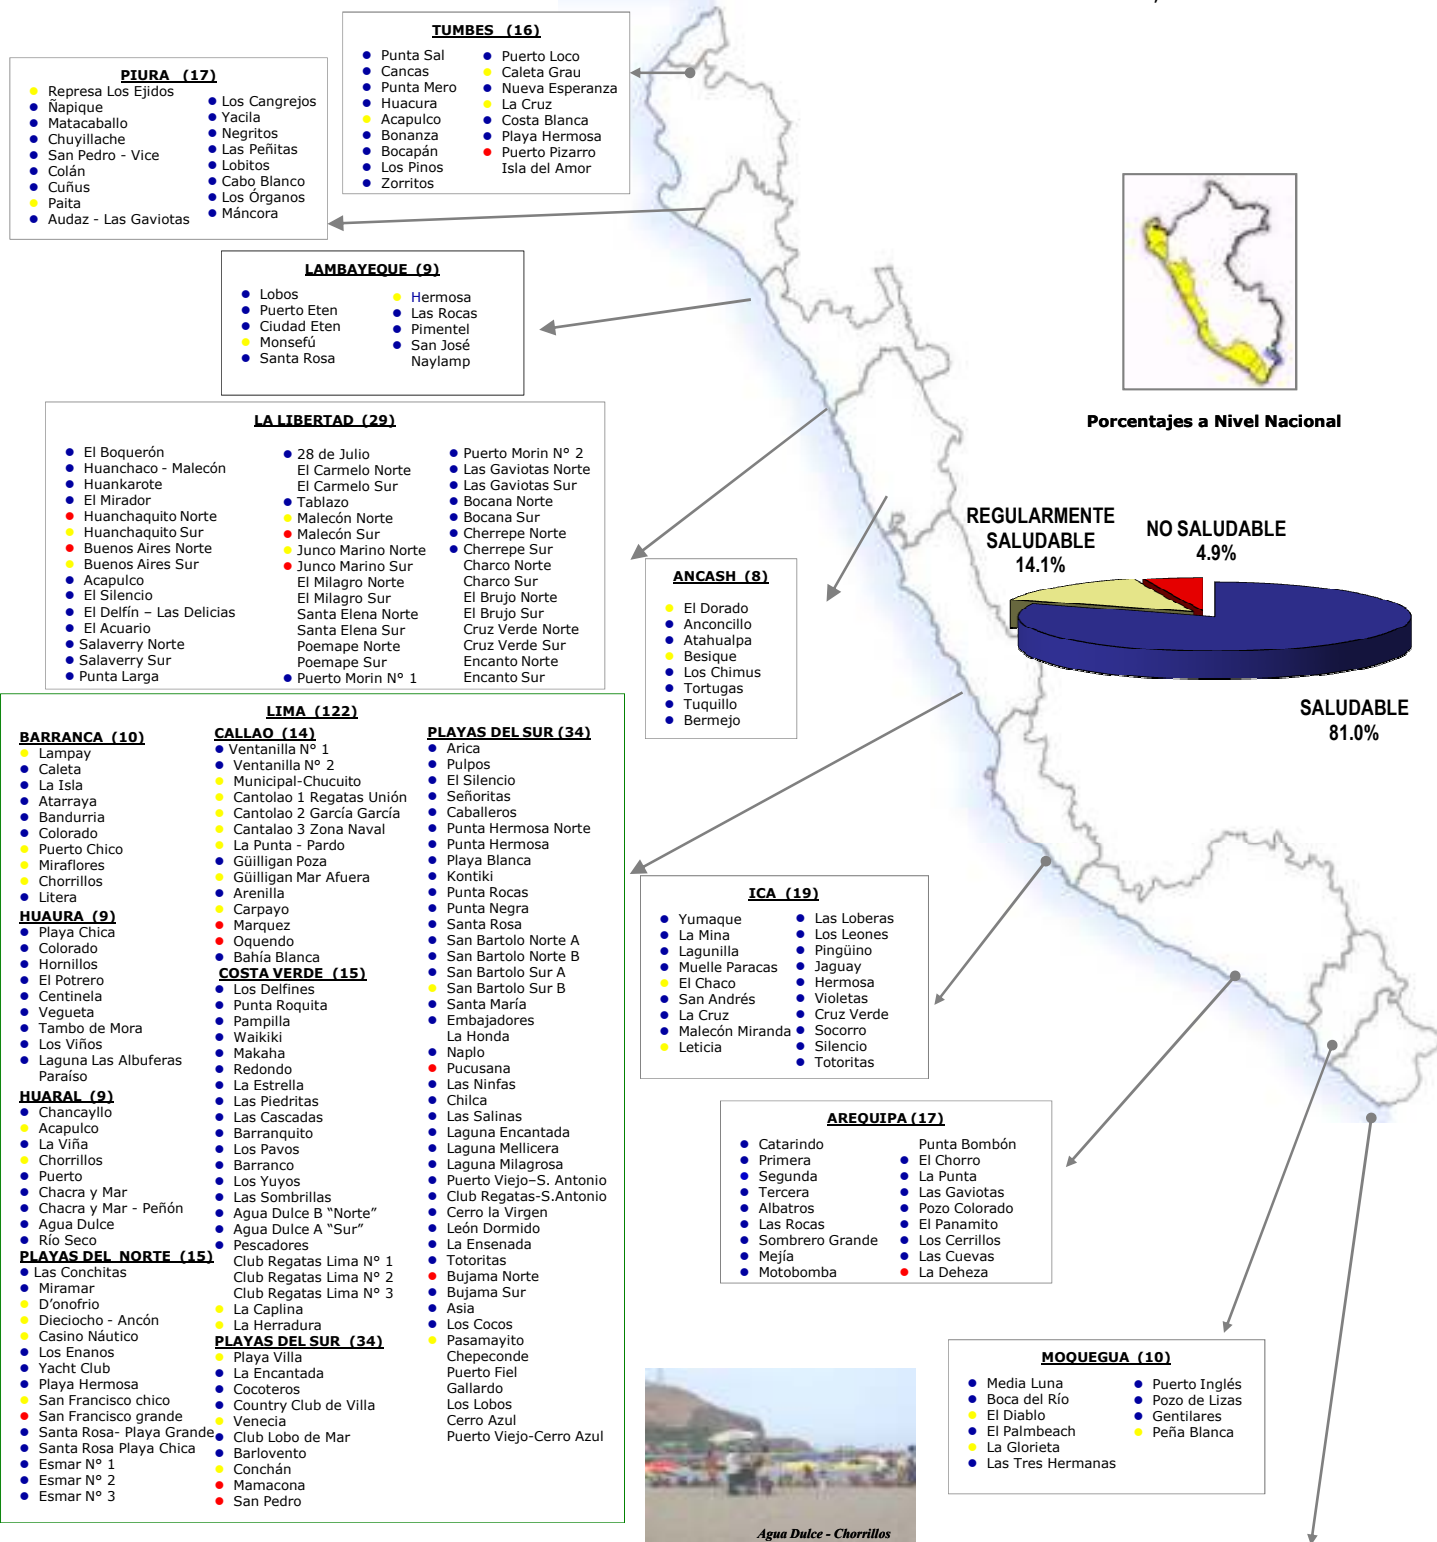 TUMBES (16)
Punta Sal
Cancas
Punta Mero
Huacura
Acapulco
Bonanza
Bocapán
Los Pinos
Zorritos
Puerto Loco
Caleta Grau
Nueva Esperanza
La Cruz
Costa Blanca
Playa Hermosa
Puerto Pizarro
Isla del Amor
PIURA (17)
Represa Los Ejidos
Ñapique
Matacaballo
Chuyillache
San Pedro - Vice
Colán
Cuñus
Paita
Audaz - Las Gaviotas
Los Cangrejos
Yacila
Negritos
Las Peñitas
Lobitos
Cabo Blanco
Los Órganos
Máncora
LAMBAYEQUE (9)
Lobos
Puerto Eten
Ciudad Eten
Monsefú
Santa Rosa
Hermosa
Las Rocas
Pimentel
San José
Naylamp
Porcentajes a Nivel Nacional
LA LIBERTAD (29)
El Boquerón
Huanchaco - Malecón
Huankarote
El Mirador
Huanchaquito Norte
Huanchaquito Sur
Buenos Aires Norte
Buenos Aires Sur
Acapulco
El Silencio
El Delfín – Las Delicias
El Acuario
Salaverry Norte
Salaverry Sur
Punta Larga
28 de Julio
El Carmelo Norte
El Carmelo Sur
Tablazo
Malecón Norte
Malecón Sur
Junco Marino Norte
Junco Marino Sur
El Milagro Norte
El Milagro Sur
Santa Elena Norte
Santa Elena Sur
Poemape Norte
Poemape Sur
Puerto Morin N° 1
Puerto Morin N° 2
Las Gaviotas Norte
Las Gaviotas Sur
Bocana Norte
Bocana Sur
Cherrepe Norte
Cherrepe Sur
Charco Norte
Charco Sur
El Brujo Norte
El Brujo Sur
Cruz Verde Norte
Cruz Verde Sur
Encanto Norte
Encanto Sur
REGULARMENTE
SALUDABLE
14.1%
NO SALUDABLE
4.9%
SALUDABLE
81.0%
ANCASH (8)
El Dorado
Anconcillo
Atahualpa
Besique
Los Chimus
Tortugas
Tuquillo
Bermejo
LIMA (122)
BARRANCA (10)
Lampay
Caleta
La Isla
Atarraya
Bandurria
Colorado
Puerto Chico
Miraflores
Chorrillos
Litera
HUAURA (9)
Playa Chica
Colorado
Hornillos
El Potrero
Centinela
Vegueta
Tambo de Mora
Los Viños
Laguna Las Albuferas
Paraíso
HUARAL (9)
Chancayllo
Acapulco
La Viña
Chorrillos
Puerto
Chacra y Mar
Chacra y Mar - Peñón
Agua Dulce
Río Seco
PLAYAS DEL NORTE (15)
Las Conchitas
Miramar
D'onofrio
Dieciocho - Ancón
Casino Náutico
Los Enanos
Yacht Club
Playa Hermosa
San Francisco chico
San Francisco grande
Santa Rosa- Playa Grande
Santa Rosa Playa Chica
Esmar N° 1
Esmar N° 2
Esmar N° 3
CALLAO (14)
Ventanilla N° 1
Ventanilla N° 2
Municipal-Chucuito
Cantolao 1 Regatas Unión
Cantolao 2 García García
Cantalao 3 Zona Naval
La Punta - Pardo
Güilligan Poza
Güilligan Mar Afuera
Arenilla
Carpayo
Marquez
Oquendo
Bahía Blanca
COSTA VERDE (15)
Los Delfines
Punta Roquita
Pampilla
Waikiki
Makaha
Redondo
La Estrella
Las Piedritas
Las Cascadas
Barranquito
Los Pavos
Barranco
Los Yuyos
Las Sombrillas
Agua Dulce B “Norte”
Agua Dulce A “Sur”
Pescadores
Club Regatas Lima N° 1
Club Regatas Lima N° 2
Club Regatas Lima N° 3
La Caplina
La Herradura
PLAYAS DEL SUR (34)
Playa Villa
La Encantada
Cocoteros
Country Club de Villa
Venecia
Club Lobo de Mar
Barlovento
Conchán
Mamacona
San Pedro
PLAYAS DEL SUR (34)
Arica
Pulpos
El Silencio
Señoritas
Caballeros
Punta Hermosa Norte
Punta Hermosa
Playa Blanca
Kontiki
Punta Rocas
Punta Negra
Santa Rosa
San Bartolo Norte A
San Bartolo Norte B
San Bartolo Sur A
San Bartolo Sur B
Santa María
Embajadores
La Honda
Naplo
Pucusana
Las Ninfas
Chilca
Las Salinas
Laguna Encantada
Laguna Mellicera
Laguna Milagrosa
Puerto Viejo–S. Antonio
Club Regatas-S.Antonio
Cerro la Virgen
León Dormido
La Ensenada
Totoritas
Bujama Norte
Bujama Sur
Asia
Los Cocos
Pasamayito
Chepeconde
Puerto Fiel
Gallardo
Los Lobos
Cerro Azul
Puerto Viejo-Cerro Azul
ICA (19)
Yumaque
La Mina
Lagunilla
Muelle Paracas
El Chaco
San Andrés
La Cruz
Malecón Miranda
Leticia
Las Loberas
Los Leones
Pingüino
Jaguay
Hermosa
Violetas
Cruz Verde
Socorro
Silencio
Totoritas
AREQUIPA (17)
Catarindo
Primera
Segunda
Tercera
Albatros
Las Rocas
Sombrero Grande
Mejía
Motobomba
Punta Bombón
El Chorro
La Punta
Las Gaviotas
Pozo Colorado
El Panamito
Los Cerrillos
Las Cuevas
La Deheza
MOQUEGUA (10)
Media Luna
Boca del Río
El Diablo
El Palmbeach
La Glorieta
Las Tres Hermanas
Puerto Inglés
Pozo de Lizas
Gentilares
Peña Blanca
Agua Dulce - Chorrillos